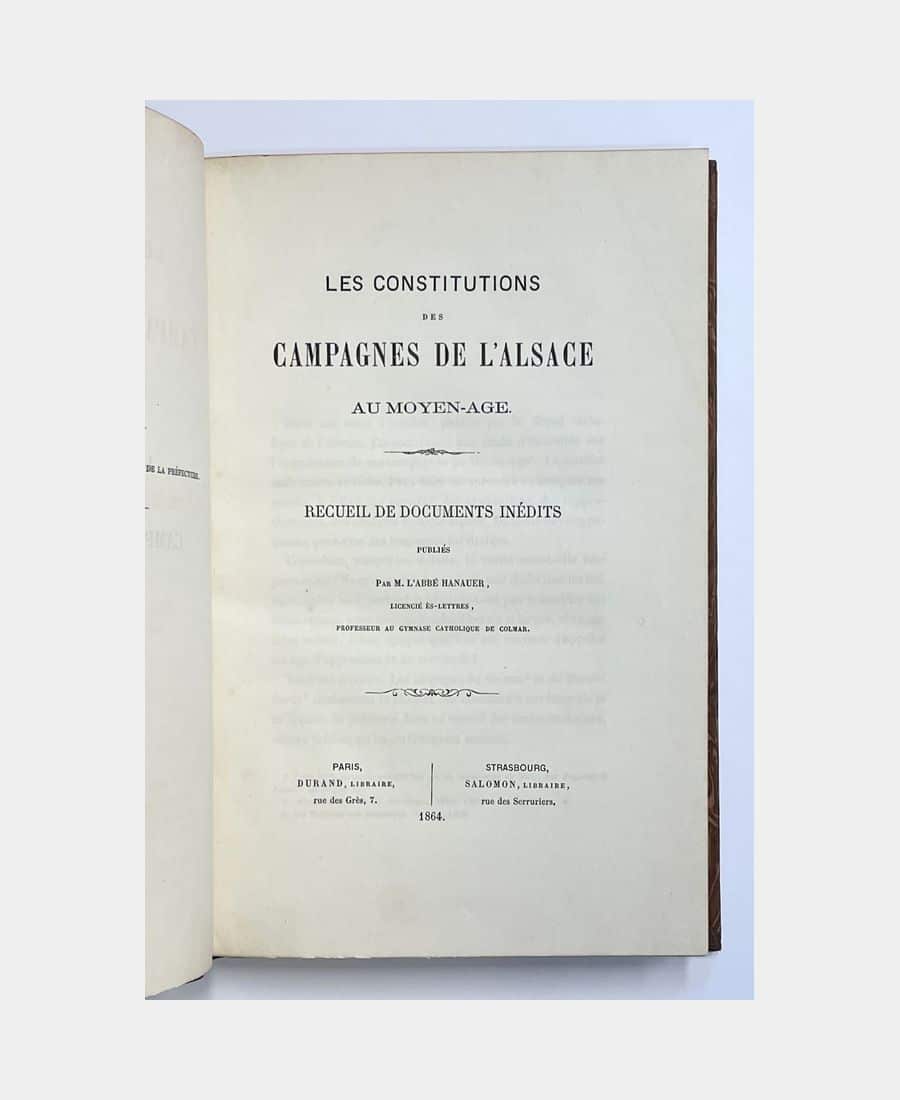 DE LA PRÉFECTURE.
LES CONSTITUTIONS
DES
CAMPAGNES DE L'ALSACE
AU MOYEN-AGE.
RECUEIL DE DOCUMENTS INÉDITS
PUBLIÉS
PAR M. L'ABBÉ HANAUER,
LICENCIÉ ÈS-LETTRES,
PROFESSEUR AU GYMNASE CATHOLIQUE DE COLMAR.
PARIS,
DURAND, LIBRAIRE,
rue des Grès, 7.
STRASBOURG,
SALOMON, LIBRAIRE,
rue des Serruriers.
1864.